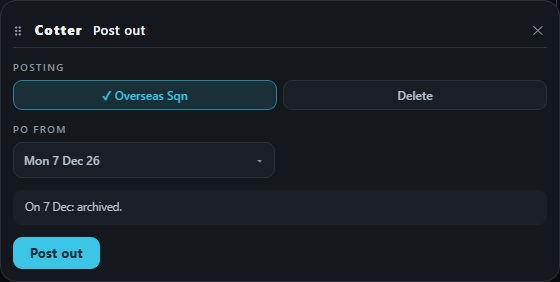 Cotter Post out
POSTING
✓ Overseas Sqn
Delete
PO FROM
Mon 7 Dec 26
On 7 Dec: archived.
Post out